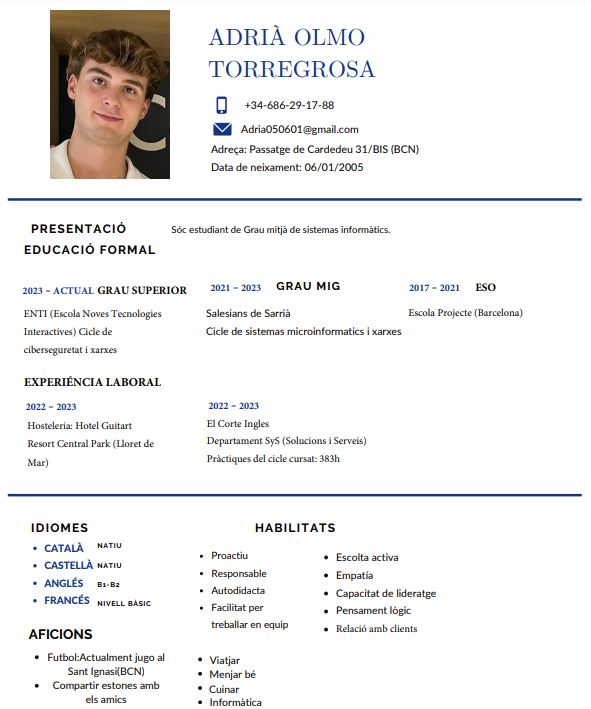 ADRIÀ OLMO
TORREGROSA
+34-686-29-17-88
Adria050601@gmail.com
Adreça: Passatge de Cardedeu 31/BIS (BCN)
Data de neixament: 06/01/2005
PRESENTACIÓ
Sóc estudiant de Grau mitjà de sistemas informàtics.
EDUCACIÓ FORMAL
2023 – ACTUAL GRAU SUPERIOR
ENTI (Escola Noves Tecnologies
Interactives) Cicle de
ciberseguretat i xarxes
2021 – 2023 GRAU MIG
Salesians de Sarrià
Cicle de sistemas microinformatics i xarxes
2017 – 2021 ESO
Escola Projecte (Barcelona)
EXPERIÉNCIA LABORAL
2022 – 2023
Hosteleria: Hotel Guitart
Resort Central Park (Lloret de
Mar)
2022 – 2023
El Corte Ingles
Departament SyS (Solucions i Serveis)
Pràctiques del cicle cursat: 383h
IDIOMES
• CATALÀ NATIU
• CASTELLÀ NATIU
• ANGLÉS B1-B2
• FRANCÉS NIVELL BÀSIC
HABILITATS
• Proactiu
• Responsable
• Autodidacta
• Facilitat per
treballar en equip
• Escolta activa
• Empatía
• Capacitat de lideratge
• Pensament lògic
• Relació amb clients
AFICIONS
• Futbol:Actualment jugo al
Sant Ignasi(BCN)
• Compartir estones amb
els amics
• Viatjar
• Menjar bé
• Cuinar
• Informàtica